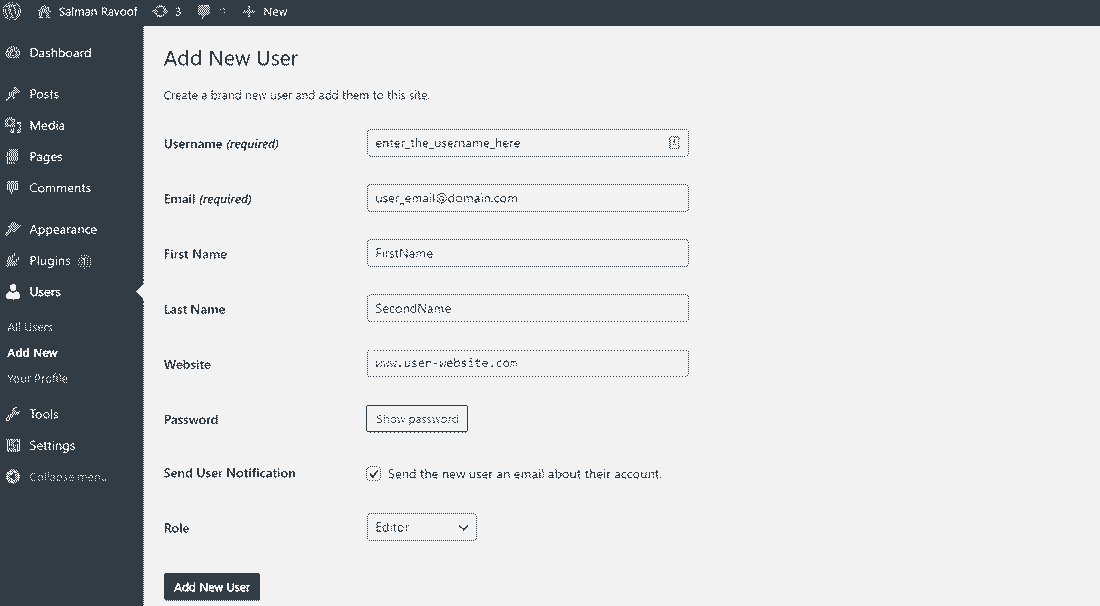 Salman Ravoof 3 New
Dashboard
Posts
Media
Pages
Comments
Appearance
Plugins 1
Users
All Users
Add New
Your Profile
Tools
Settings
Collapse menu
Add New User
Create a brand new user and add them to this site.
Username (required) enter_the_username_here
Email (required) user_email@domain.com
First Name FirstName
Last Name SecondName
Website www.user-website.com
Password Show password
Send User Notification Send the new user an email about their account.
Role Editor
Add New User